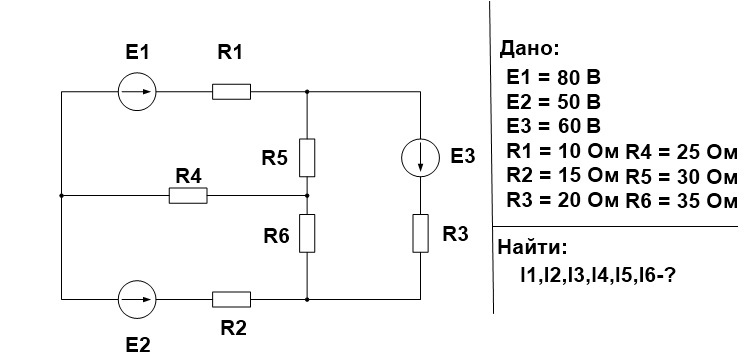 E1
R1
R5
E3
R4
R6
R3
R2
E2
Дано:
E1 = 80 В
E2 = 50 В
E3 = 60 В
R1 = 10 Ом R4 = 25 Ом
R2 = 15 Ом R5 = 30 Ом
R3 = 20 Ом R6 = 35 Ом
Найти:
I1,I2,I3,I4,I5,I6-?